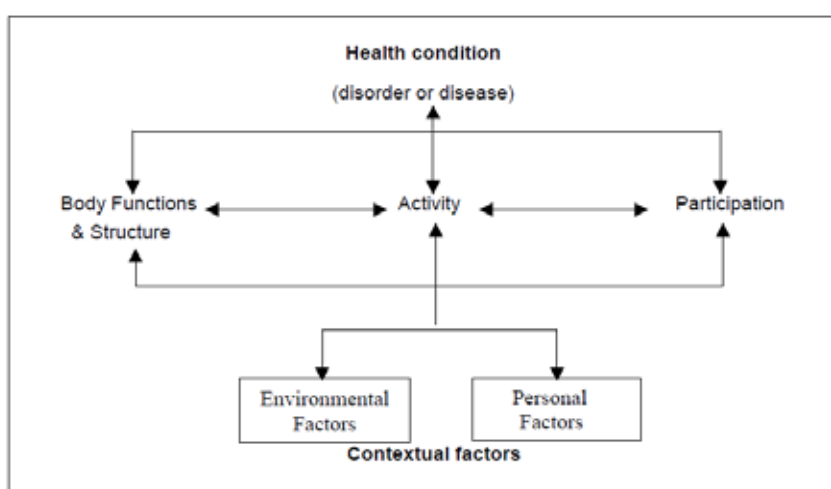 Health condition
(disorder or disease)
Body Functions
& Structure
Activity
Participation
Environmental
Factors
Personal
Factors
Contextual factors